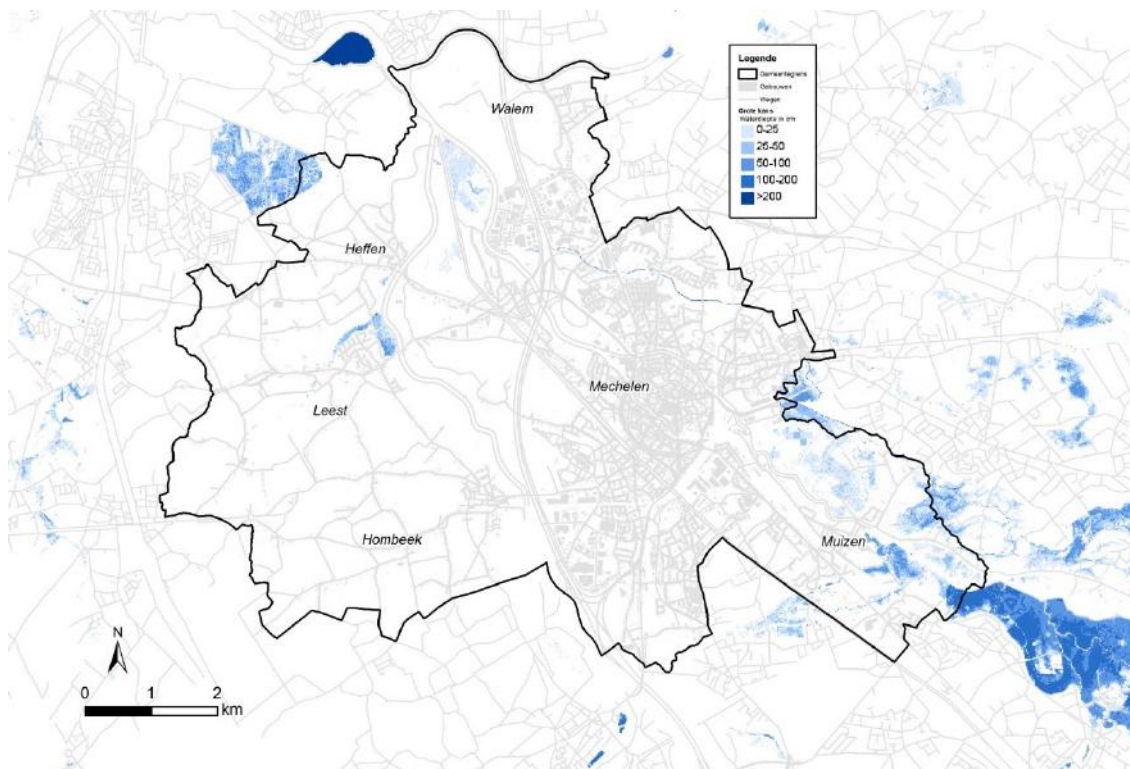 Walem
Legende
Gemeentegrens
Gebouwen
Wegen
Grote kans
Waterdiepte in cm
0-25
25-50
50-100
100-200
>200
Heffen
Mechelen
Leest
Hombeek
Muizen
N
0 1 2
km